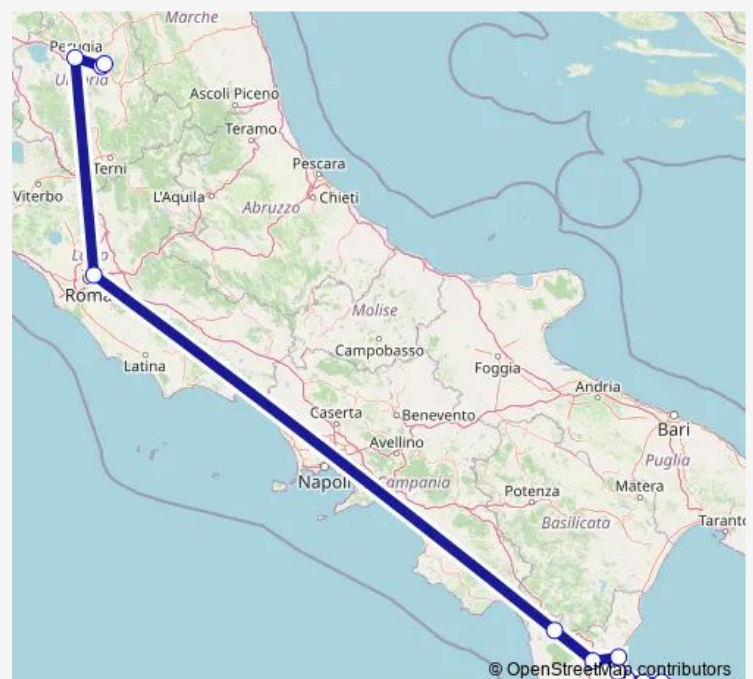 Marche
Perugia
Umbria
Ascoli Piceno
Teramo
Terni
Pescara
Viterbo
L'Aquila
Chieti
Abruzzo
Lazio
Roma
Molise
Latina
Campobasso
Foggia
Andria
Caserta
Benevento
Bari
Avellino
Puglia
Napoli
Campania
Potenza
Matera
Basilicata
Taranto
© OpenStreetMap contributors